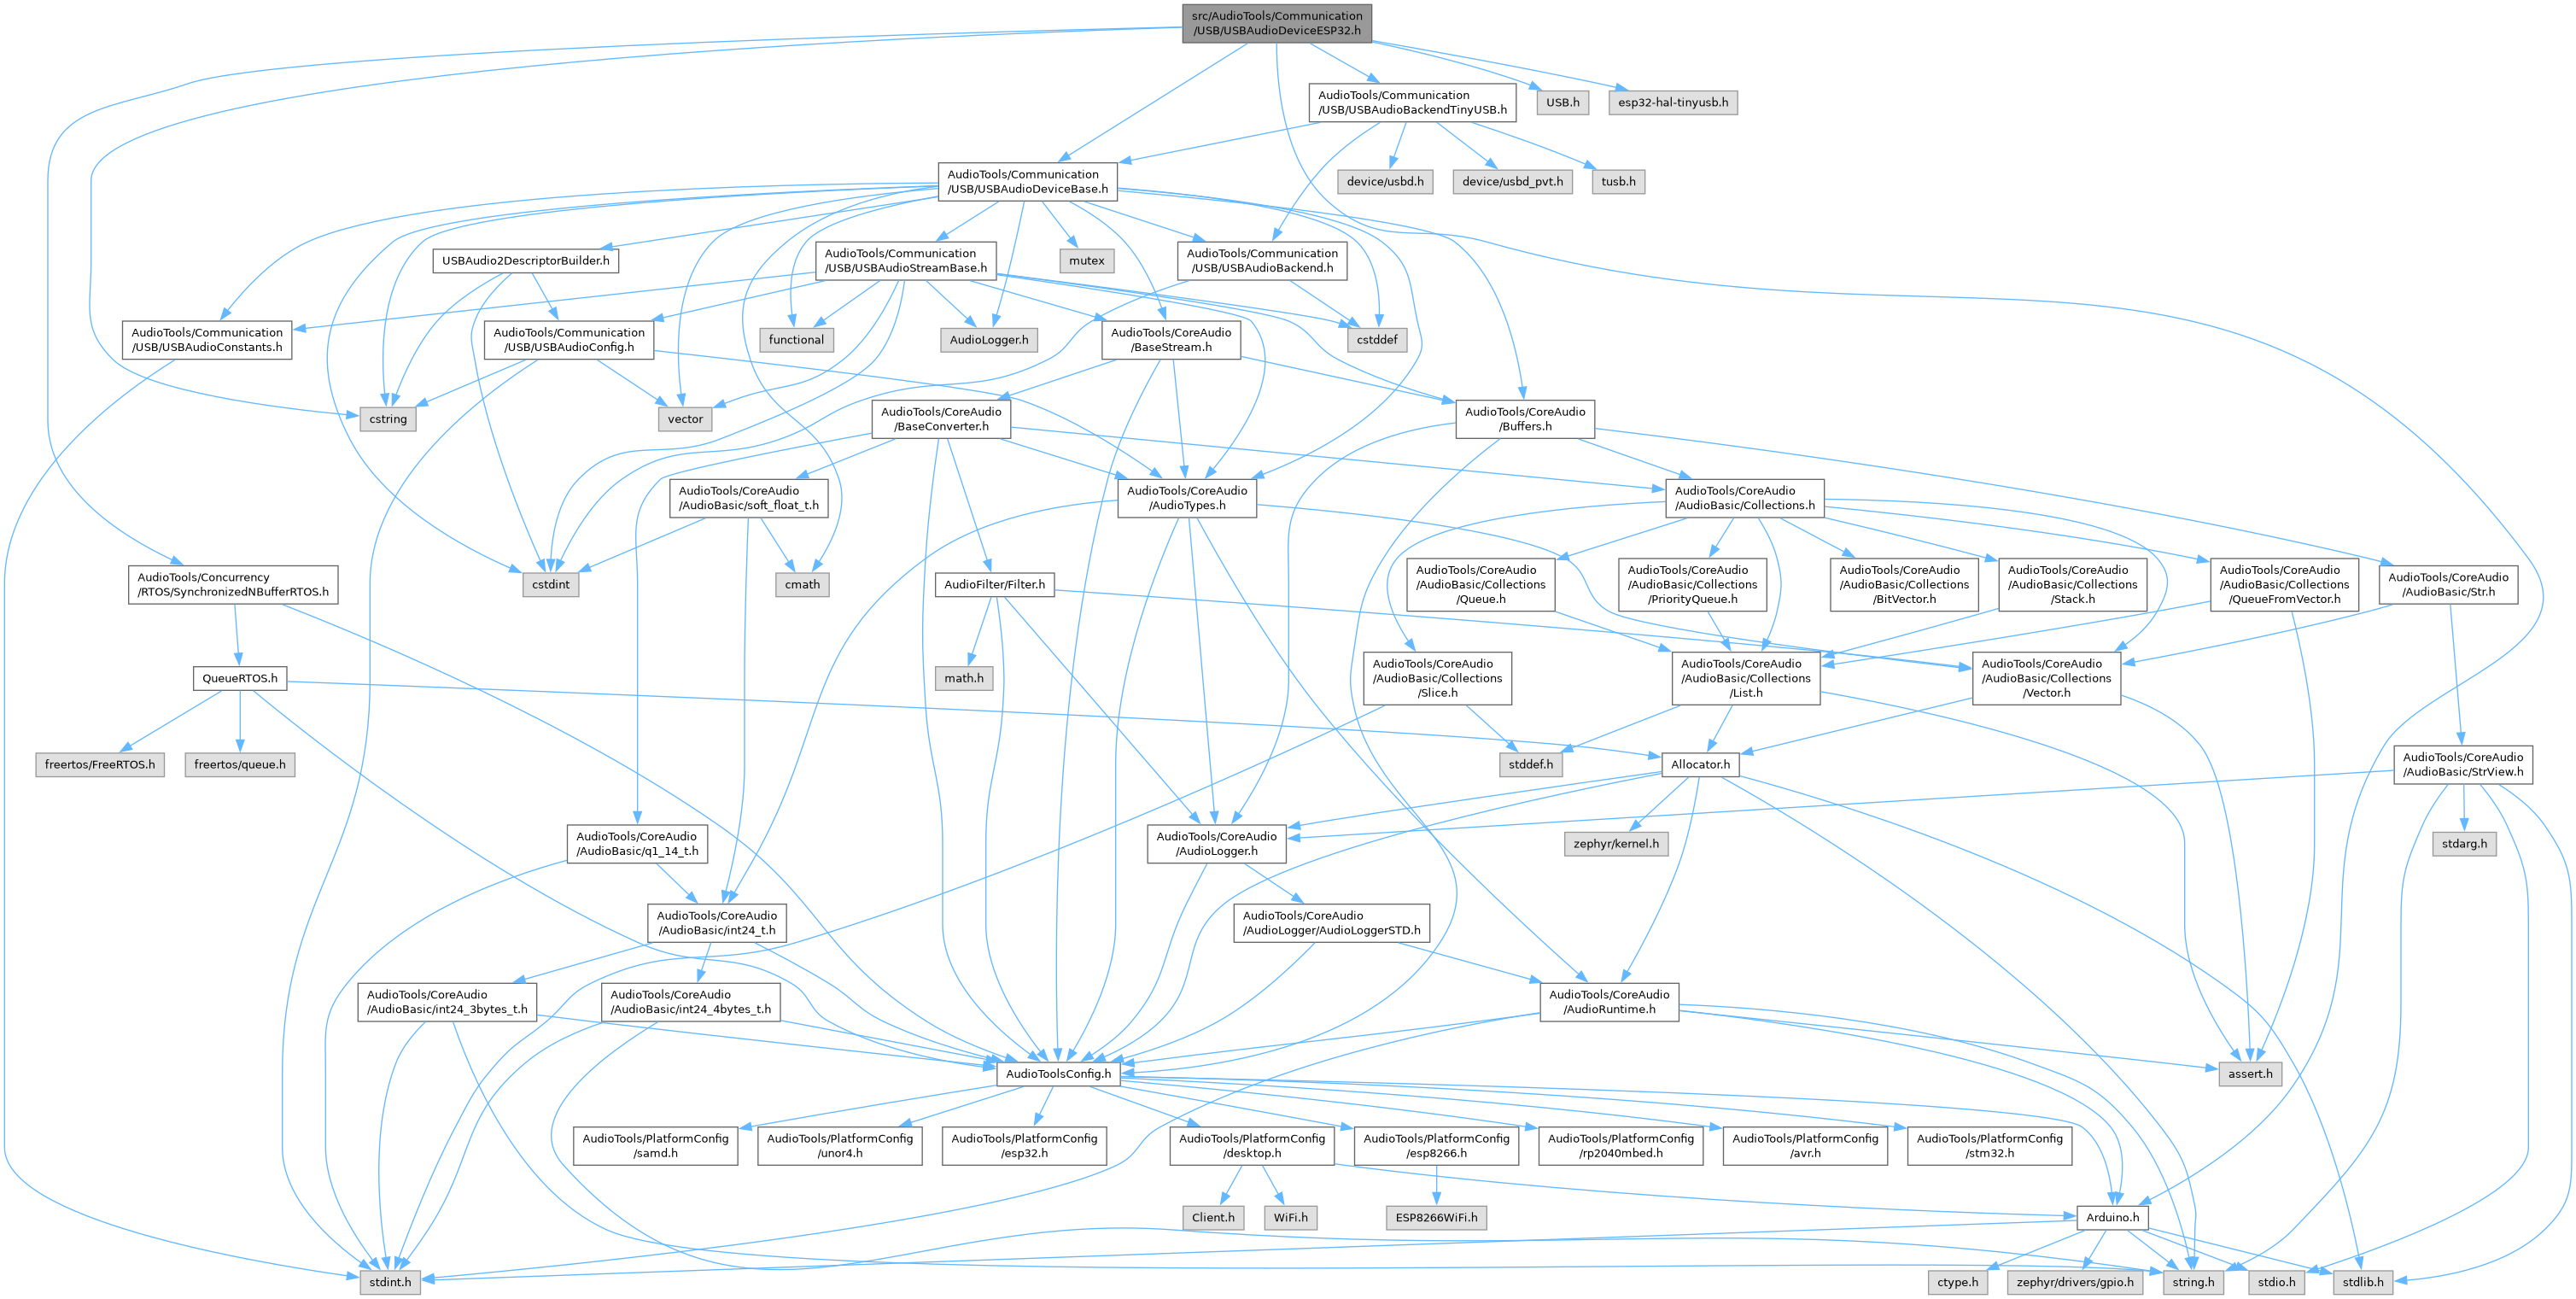 src/AudioTools/Communication
/USB/USBAudioDeviceESP32.h
AudioTools/Communication
/USB/USBAudioBackendTinyUSB.h
USB.h
esp32-hal-tinyusb.h
AudioTools/Communication
/USB/USBAudioDeviceBase.h
device/usbd.h
device/usbd_pvt.h
tusb.h
USBAudio2DescriptorBuilder.h
AudioTools/Communication
/USB/USBAudioStreamBase.h
mutex
AudioTools/Communication
/USB/USBAudioBackend.h
AudioTools/Communication
/USB/USBAudioConstants.h
AudioTools/Communication
/USB/USBAudioConfig.h
functional
AudioLogger.h
AudioTools/CoreAudio
/BaseStream.h
cstddef
cstring
vector
AudioTools/CoreAudio
/BaseConverter.h
AudioTools/CoreAudio
/Buffers.h
AudioTools/CoreAudio
/AudioBasic/soft_float_t.h
AudioTools/CoreAudio
/AudioTypes.h
AudioTools/CoreAudio
/AudioBasic/Collections.h
AudioTools/Concurrency
/RTOS/SynchronizedNBufferRTOS.h
cstdint
cmath
AudioFilter/Filter.h
AudioTools/CoreAudio
/AudioBasic/Collections
/Queue.h
AudioTools/CoreAudio
/AudioBasic/Collections
/PriorityQueue.h
AudioTools/CoreAudio
/AudioBasic/Collections
/BitVector.h
AudioTools/CoreAudio
/AudioBasic/Collections
/Stack.h
AudioTools/CoreAudio
/AudioBasic/Collections
/QueueFromVector.h
AudioTools/CoreAudio
/AudioBasic/Str.h
QueueRTOS.h
math.h
AudioTools/CoreAudio
/AudioBasic/Collections
/Slice.h
AudioTools/CoreAudio
/AudioBasic/Collections
/List.h
AudioTools/CoreAudio
/AudioBasic/Collections
/Vector.h
freertos/FreeRTOS.h
freertos/queue.h
stddef.h
Allocator.h
AudioTools/CoreAudio
/AudioBasic/StrView.h
AudioTools/CoreAudio
/AudioBasic/q1_14_t.h
AudioTools/CoreAudio
/AudioLogger.h
zephyr/kernel.h
stdarg.h
AudioTools/CoreAudio
/AudioBasic/int24_t.h
AudioTools/CoreAudio
/AudioLogger/AudioLoggerSTD.h
AudioTools/CoreAudio
/AudioBasic/int24_3bytes_t.h
AudioTools/CoreAudio
/AudioBasic/int24_4bytes_t.h
AudioTools/CoreAudio
/AudioRuntime.h
AudioToolsConfig.h
assert.h
AudioTools/PlatformConfig
/samd.h
AudioTools/PlatformConfig
/unor4.h
AudioTools/PlatformConfig
/esp32.h
AudioTools/PlatformConfig
/desktop.h
AudioTools/PlatformConfig
/esp8266.h
AudioTools/PlatformConfig
/rp2040mbed.h
AudioTools/PlatformConfig
/avr.h
AudioTools/PlatformConfig
/stm32.h
Client.h
WiFi.h
ESP8266WiFi.h
Arduino.h
stdint.h
ctype.h
zephyr/drivers/gpio.h
string.h
stdio.h
stdlib.h